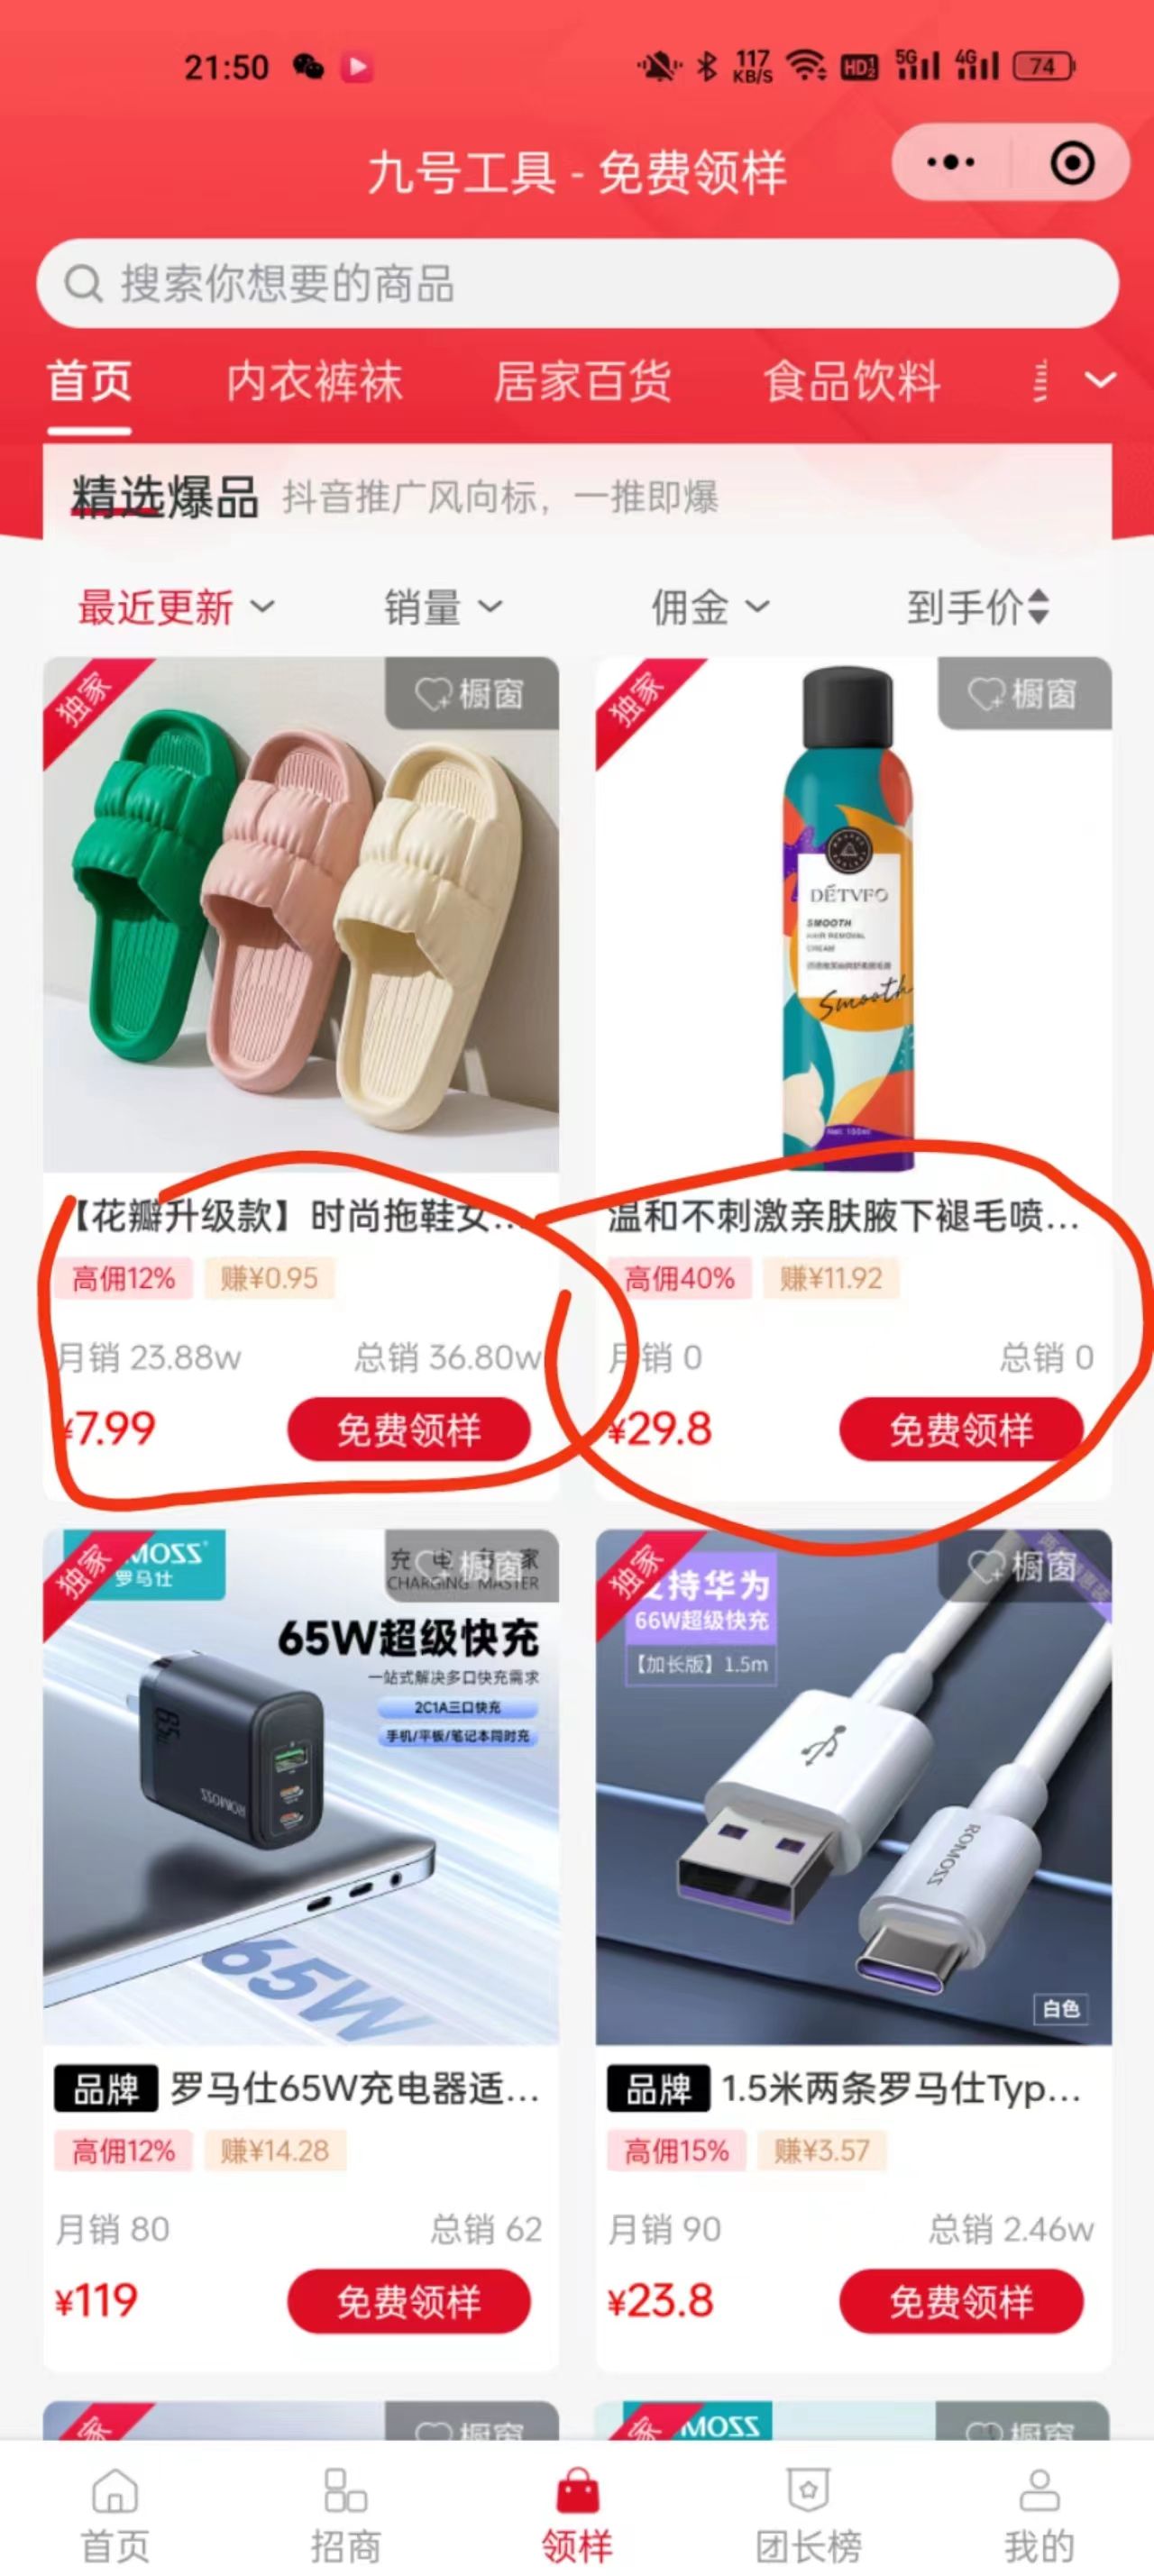 21:50
117
KB/S
HD
5G
4G
74
九号工具 - 免费领样
搜索你想要的商品
首页
内衣裤袜
居家百货
食品饮料
精选爆品
抖音推广风向标，一推即爆
最近更新
销量
佣金
到手价
独家
橱窗
【花瓣升级款】时尚拖鞋女...
高佣12%
赚¥0.95
月销 23.88w
总销 36.80w
¥7.99
免费领样
独家
橱窗
DÉTVFO
SMOOTH
HAIR REMOVAL
CREAM
Smooth
温和不刺激亲肤腋下褪毛喷...
高佣40%
赚¥11.92
月销 0
总销 0
¥29.8
免费领样
独家
MOSS
罗马仕
橱窗
CHARGING MASTER
65W超级快充
一站式解决多口快充需求
2C1A三口快充
手机/平板/笔记本同时充
65W
ROMOSS
65W
品牌 罗马仕65W充电器适...
高佣12%
赚¥14.28
月销 80
总销 62
¥119
免费领样
独家
橱窗
支持华为
66W超级快充
【加长版】1.5m
ROMOSS
白色
品牌 1.5米两条罗马仕Typ...
高佣15%
赚¥3.57
月销 90
总销 2.46w
¥23.8
免费领样
家
橱窗
家
MOSS
橱窗
首页
招商
领样
团长榜
我的